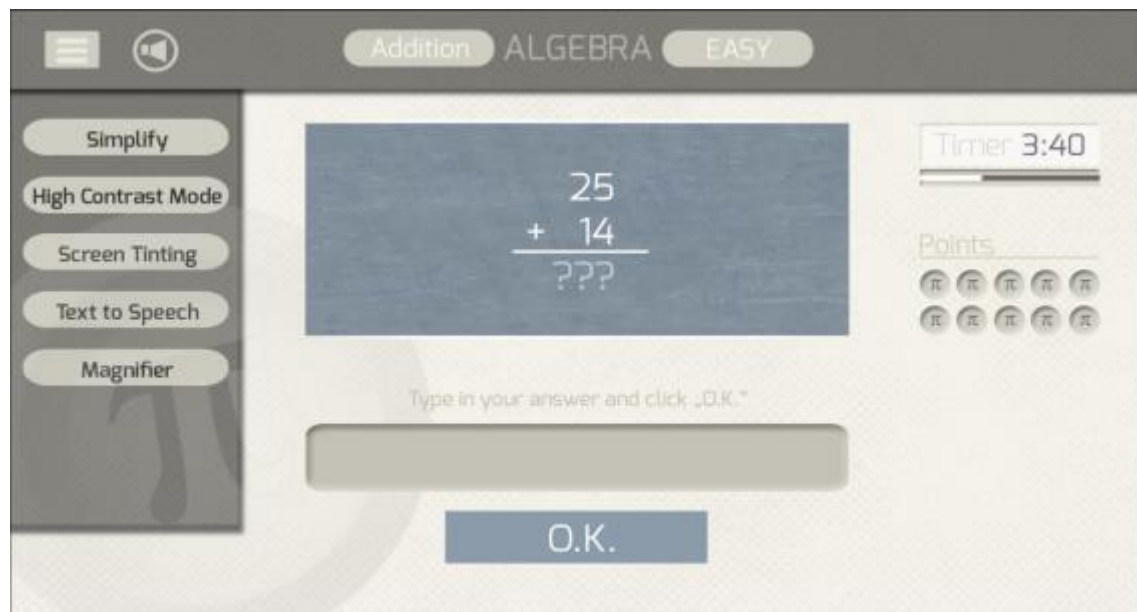 Addition ALGEBRA EASY
Simplify
High Contrast Mode
Screen Tinting
Text to Speech
Magnifier
25
+ 14
???
Type in your answer and click „O.K.“
O.K.
Timer 3:40
Points
π π π π π
π π π π π
π